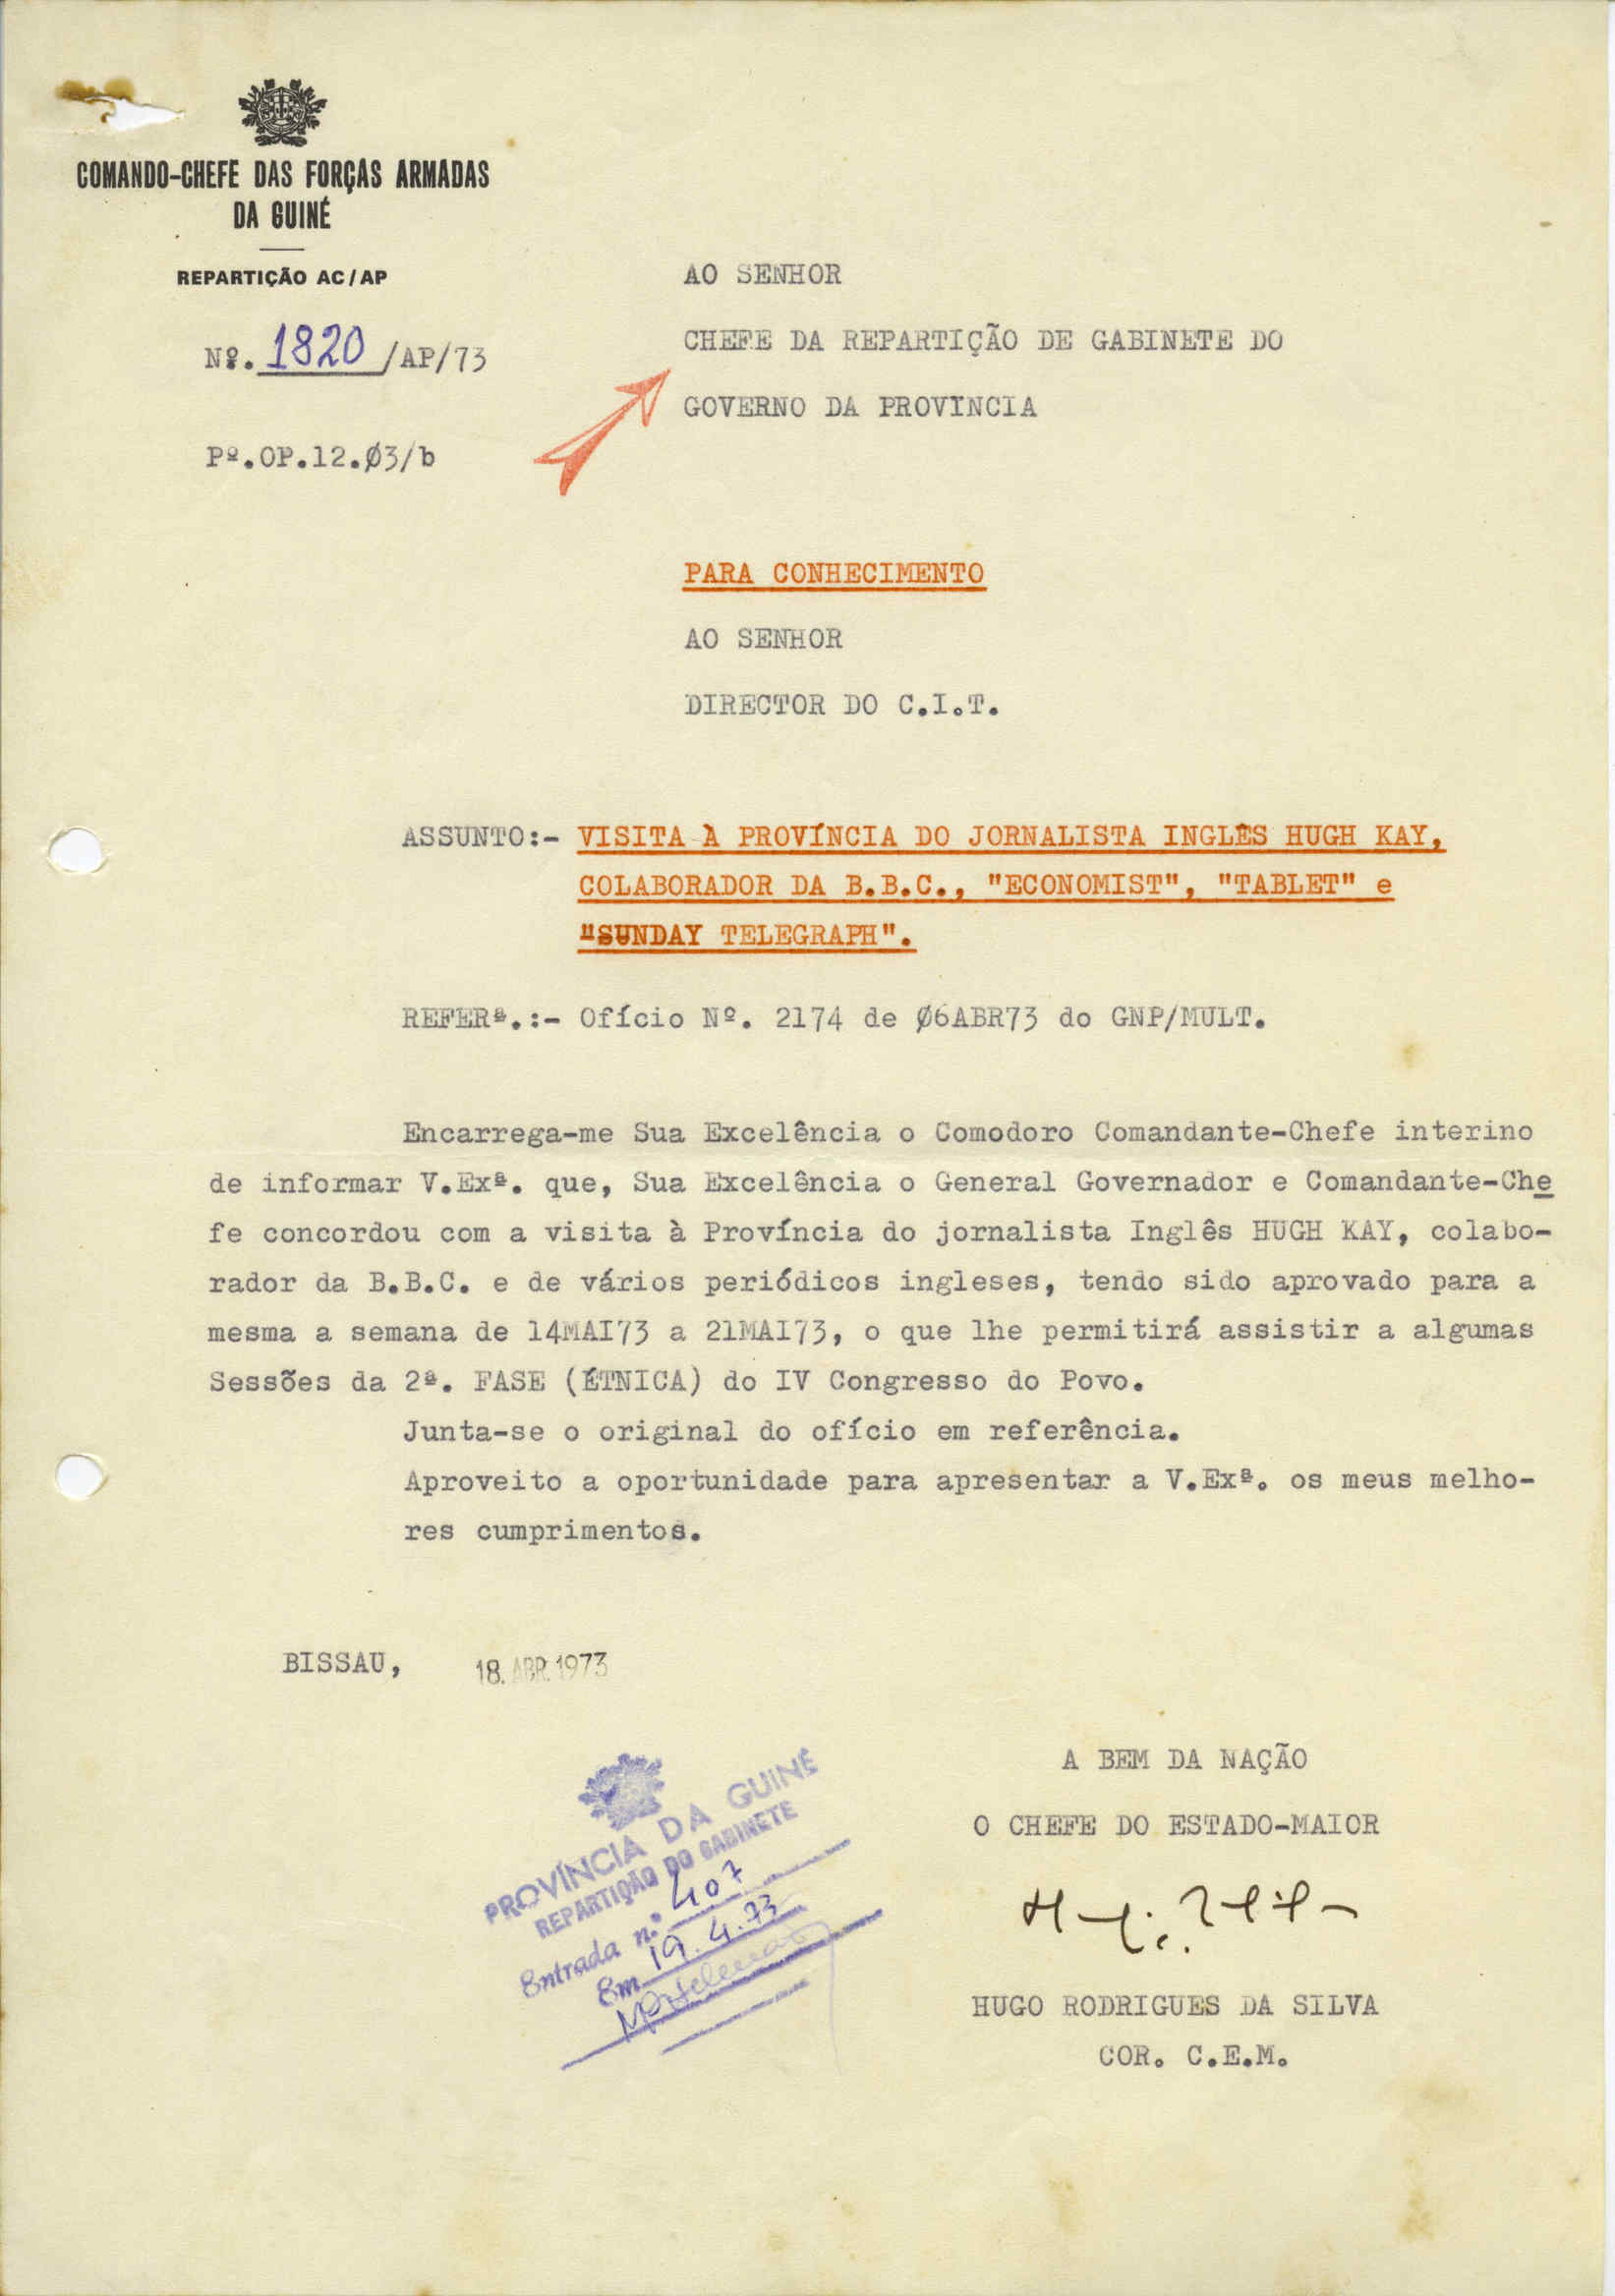 COMANDO-CHEFE DAS FORÇAS ARMADAS
DA GUINÉ
REPARTIÇÃO AC/AP
Nº. 1820 /AP/73
Pº.OP.12.Ø3/b
AO SENHOR
CHEFE DA REPARTIÇÃO DE GABINETE DO
GOVERNO DA PROVINCIA
PARA CONHECIMENTO
AO SENHOR
DIRECTOR DO C.I.T.
ASSUNTO:- VISITA À PROVÍNCIA DO JORNALISTA INGLÊS HUGH KAY,
COLABORADOR DA B.B.C., "ECONOMIST", "TABLET" e
"SUNDAY TELEGRAPH".
REFERª.:- Ofício Nº. 2174 de Ø6ABR73 do GNP/MULT.
Encarrega-me Sua Excelência o Comodoro Comandante-Chefe interino
de informar V.Exª. que, Sua Excelência o General Governador e Comandante-Che
fe concordou com a visita à Província do jornalista Inglês HUGH KAY, colabo-
rador da B.B.C. e de vários periódicos ingleses, tendo sido aprovado para a
mesma a semana de 14MAI73 a 21MAI73, o que lhe permitirá assistir a algumas
Sessões da 2ª. FASE (ÉTNICA) do IV Congresso do Povo.
Junta-se o original do ofício em referência.
Aproveito a oportunidade para apresentar a V.Exª. os meus melho-
res cumprimentos.
BISSAU, 18.ABR.1973
PROVÍNCIA DA GUINÉ
REPARTIÇÃO DO GABINETE
Entrada n.º 407
Em 19.4.73
A BEM DA NAÇÃO
O CHEFE DO ESTADO-MAIOR
HUGO RODRIGUES DA SILVA
COR. C.E.M.